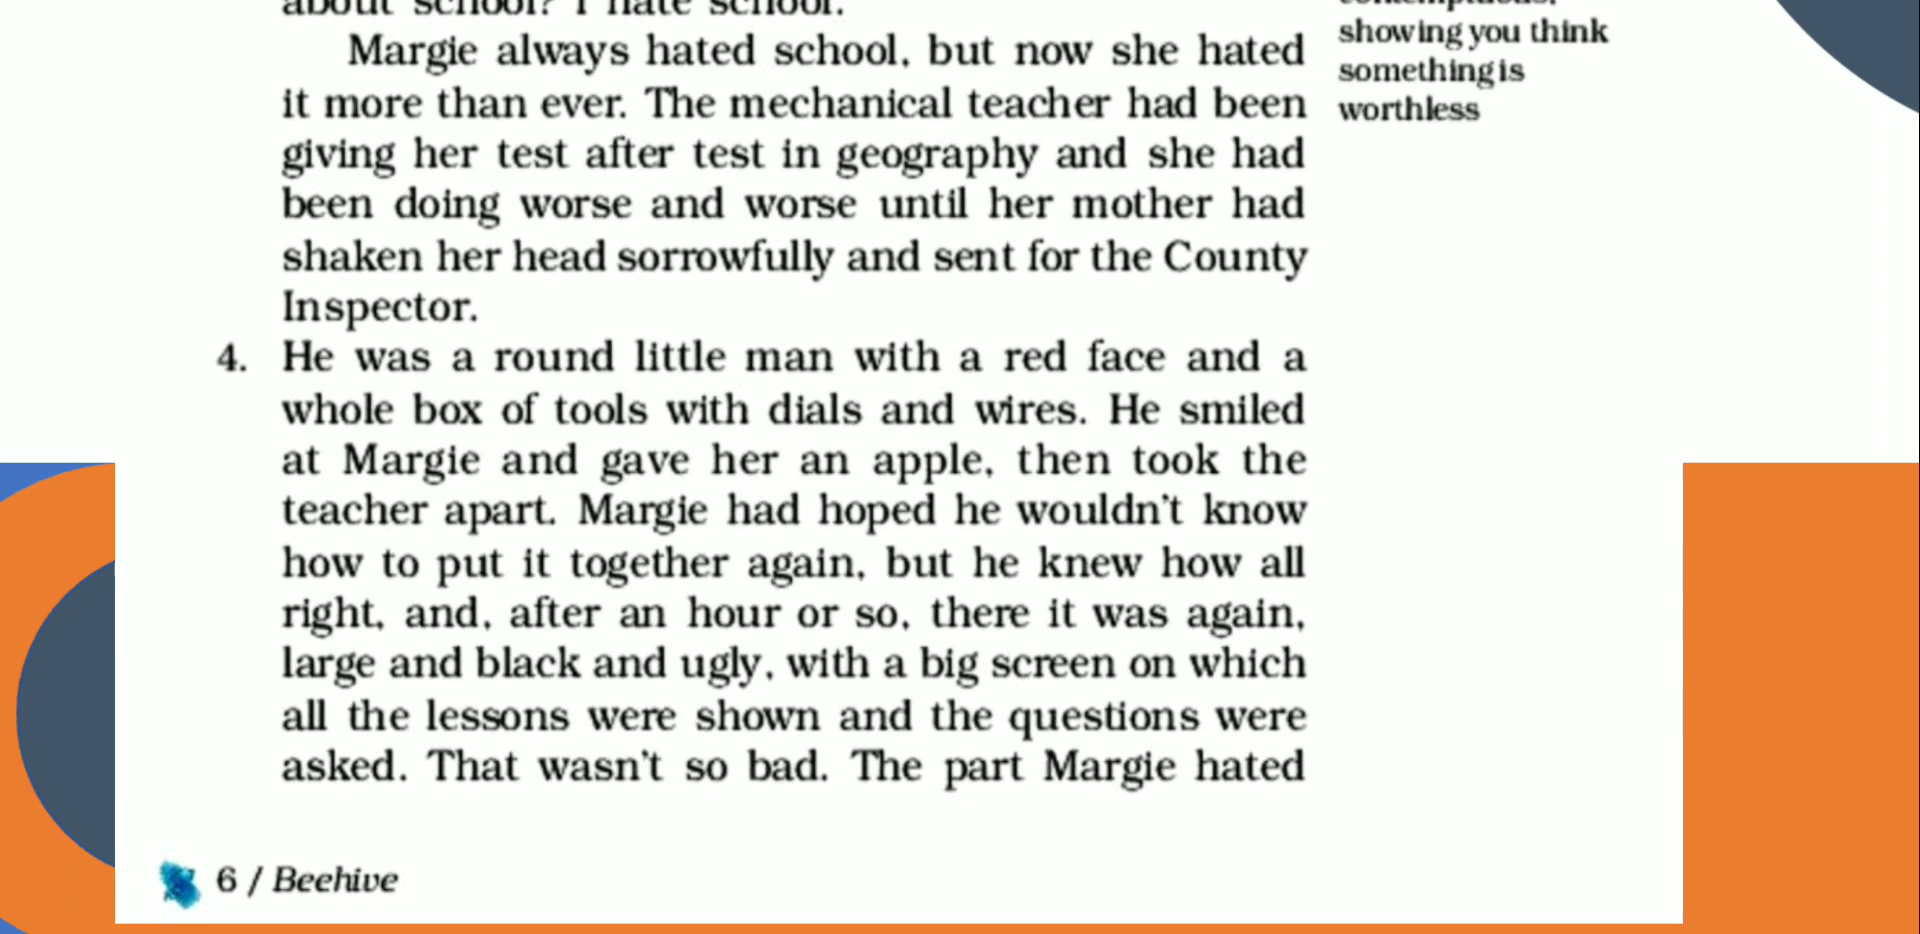 about school? I hate school.
Margie always hated school, but now she hated
it more than ever. The mechanical teacher had been
giving her test after test in geography and she had
been doing worse and worse until her mother had
shaken her head sorrowfully and sent for the County
Inspector.
4. He was a round little man with a red face and a
whole box of tools with dials and wires. He smiled
at Margie and gave her an apple, then took the
teacher apart. Margie had hoped he wouldn't know
how to put it together again, but he knew how all
right, and, after an hour or so, there it was again,
large and black and ugly, with a big screen on which
all the lessons were shown and the questions were
asked. That wasn't so bad. The part Margie hated
contemptuous,
showing you think
something is
worthless
6 / Beehive